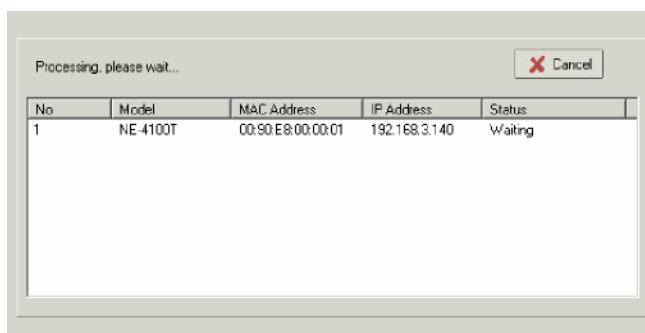 Processing, please wait...
Cancel
No Model MAC Address IP Address Status
1 NE-4100T 00:90:E8:00:00:01 192.168.3.140 Waiting